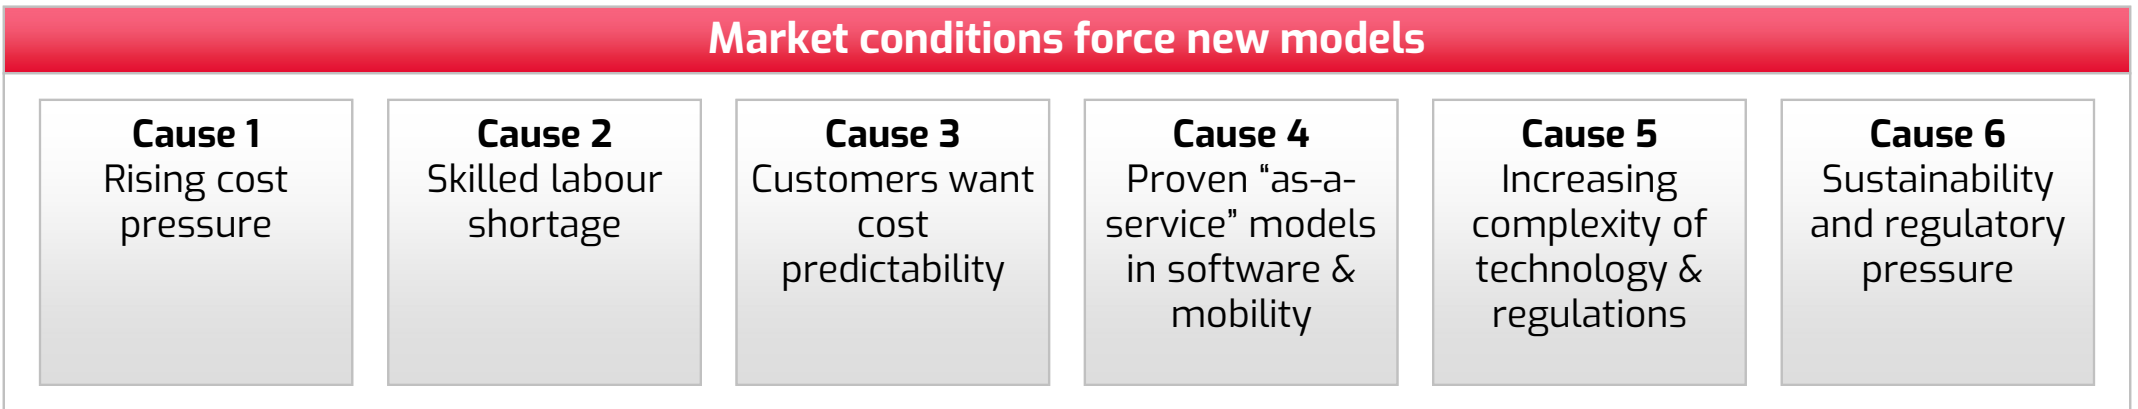 Market conditions force new models
Cause 1
Rising cost
pressure
Cause 2
Skilled labour
shortage
Cause 3
Customers want
cost
predictability
Cause 4
Proven “as-a-
service” models
in software &
mobility
Cause 5
Increasing
complexity of
technology &
regulations
Cause 6
Sustainability
and regulatory
pressure